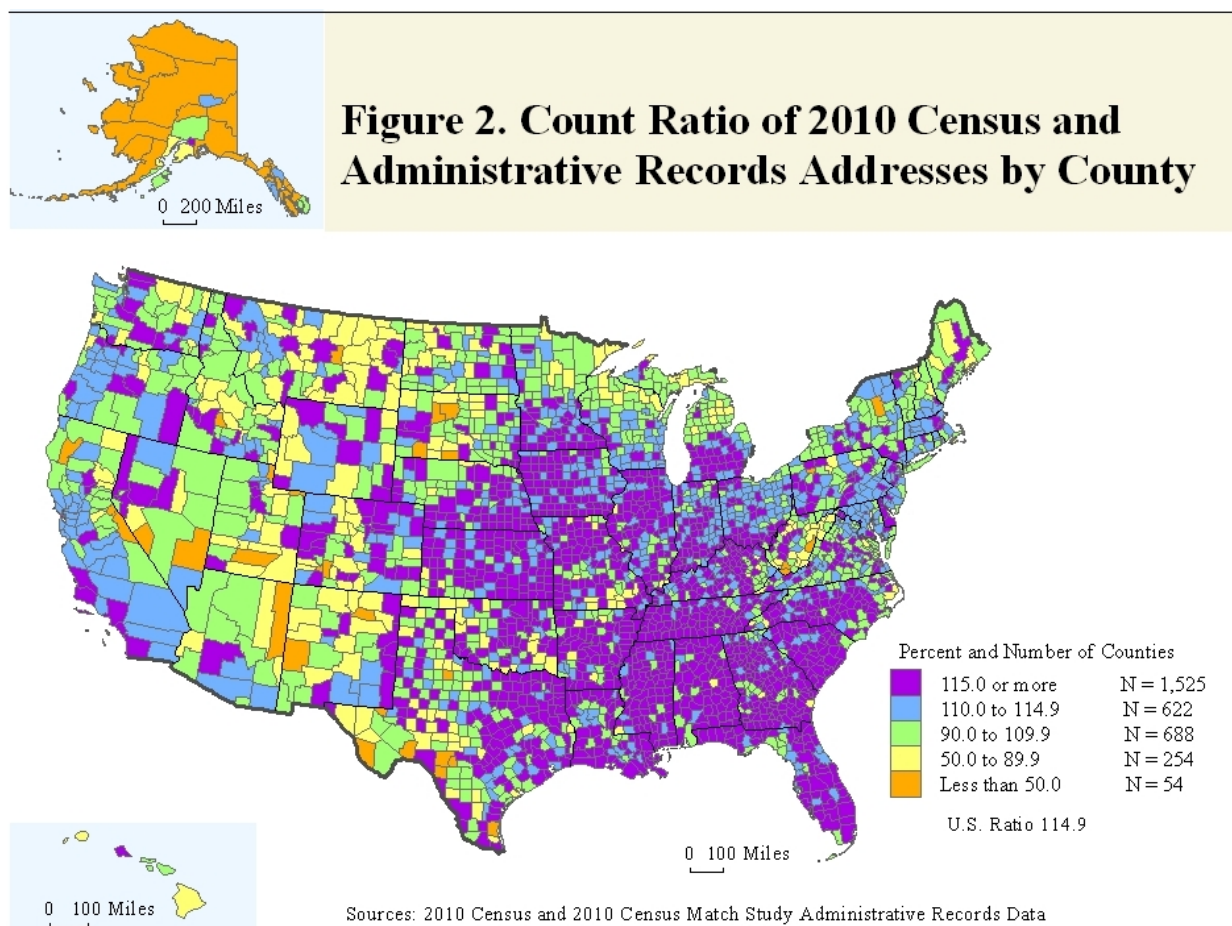 Figure 2. Count Ratio of 2010 Census and
Administrative Records Addresses by County
0 200 Miles
Percent and Number of Counties
115.0 or more N = 1,525
110.0 to 114.9 N = 622
90.0 to 109.9 N = 688
50.0 to 89.9 N = 254
Less than 50.0 N = 54
U.S. Ratio 114.9
0 100 Miles
0 100 Miles
Sources: 2010 Census and 2010 Census Match Study Administrative Records Data